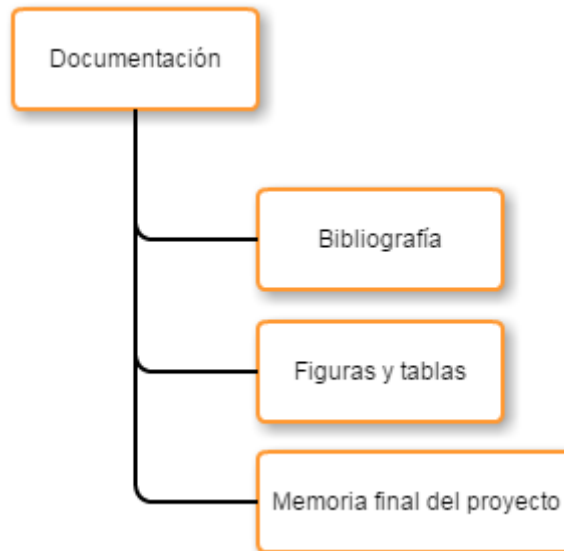 Documentación
Bibliografía
Figuras y tablas
Memoria final del proyecto